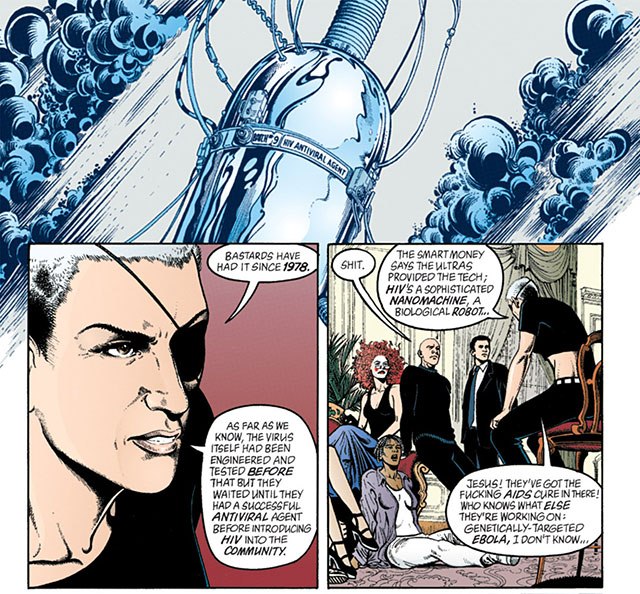 BATCH #9 HIV ANTIVIRAL AGENT
BASTARDS HAVE
HAD IT SINCE 1978.
AS FAR AS WE
KNOW, THE VIRUS
ITSELF HAD BEEN
ENGINEERED AND
TESTED BEFORE
THAT BUT THEY
WAITED UNTIL THEY
HAD A SUCCESSFUL
ANTIVIRAL AGENT
BEFORE INTRODUCING
HIV INTO THE
COMMUNITY.
SHIT.
THE SMART MONEY
SAYS THE ULTRAS
PROVIDED THE TECH;
HIV'S A SOPHISTICATED
NANOMACHINE, A
BIOLOGICAL ROBOT...
JESUS! THEY'VE GOT THE
FUCKING AIDS CURE IN THERE!
WHO KNOWS WHAT ELSE
THEY'RE WORKING ON:
GENETICALLY-TARGETED
EBOLA, I DON'T KNOW...